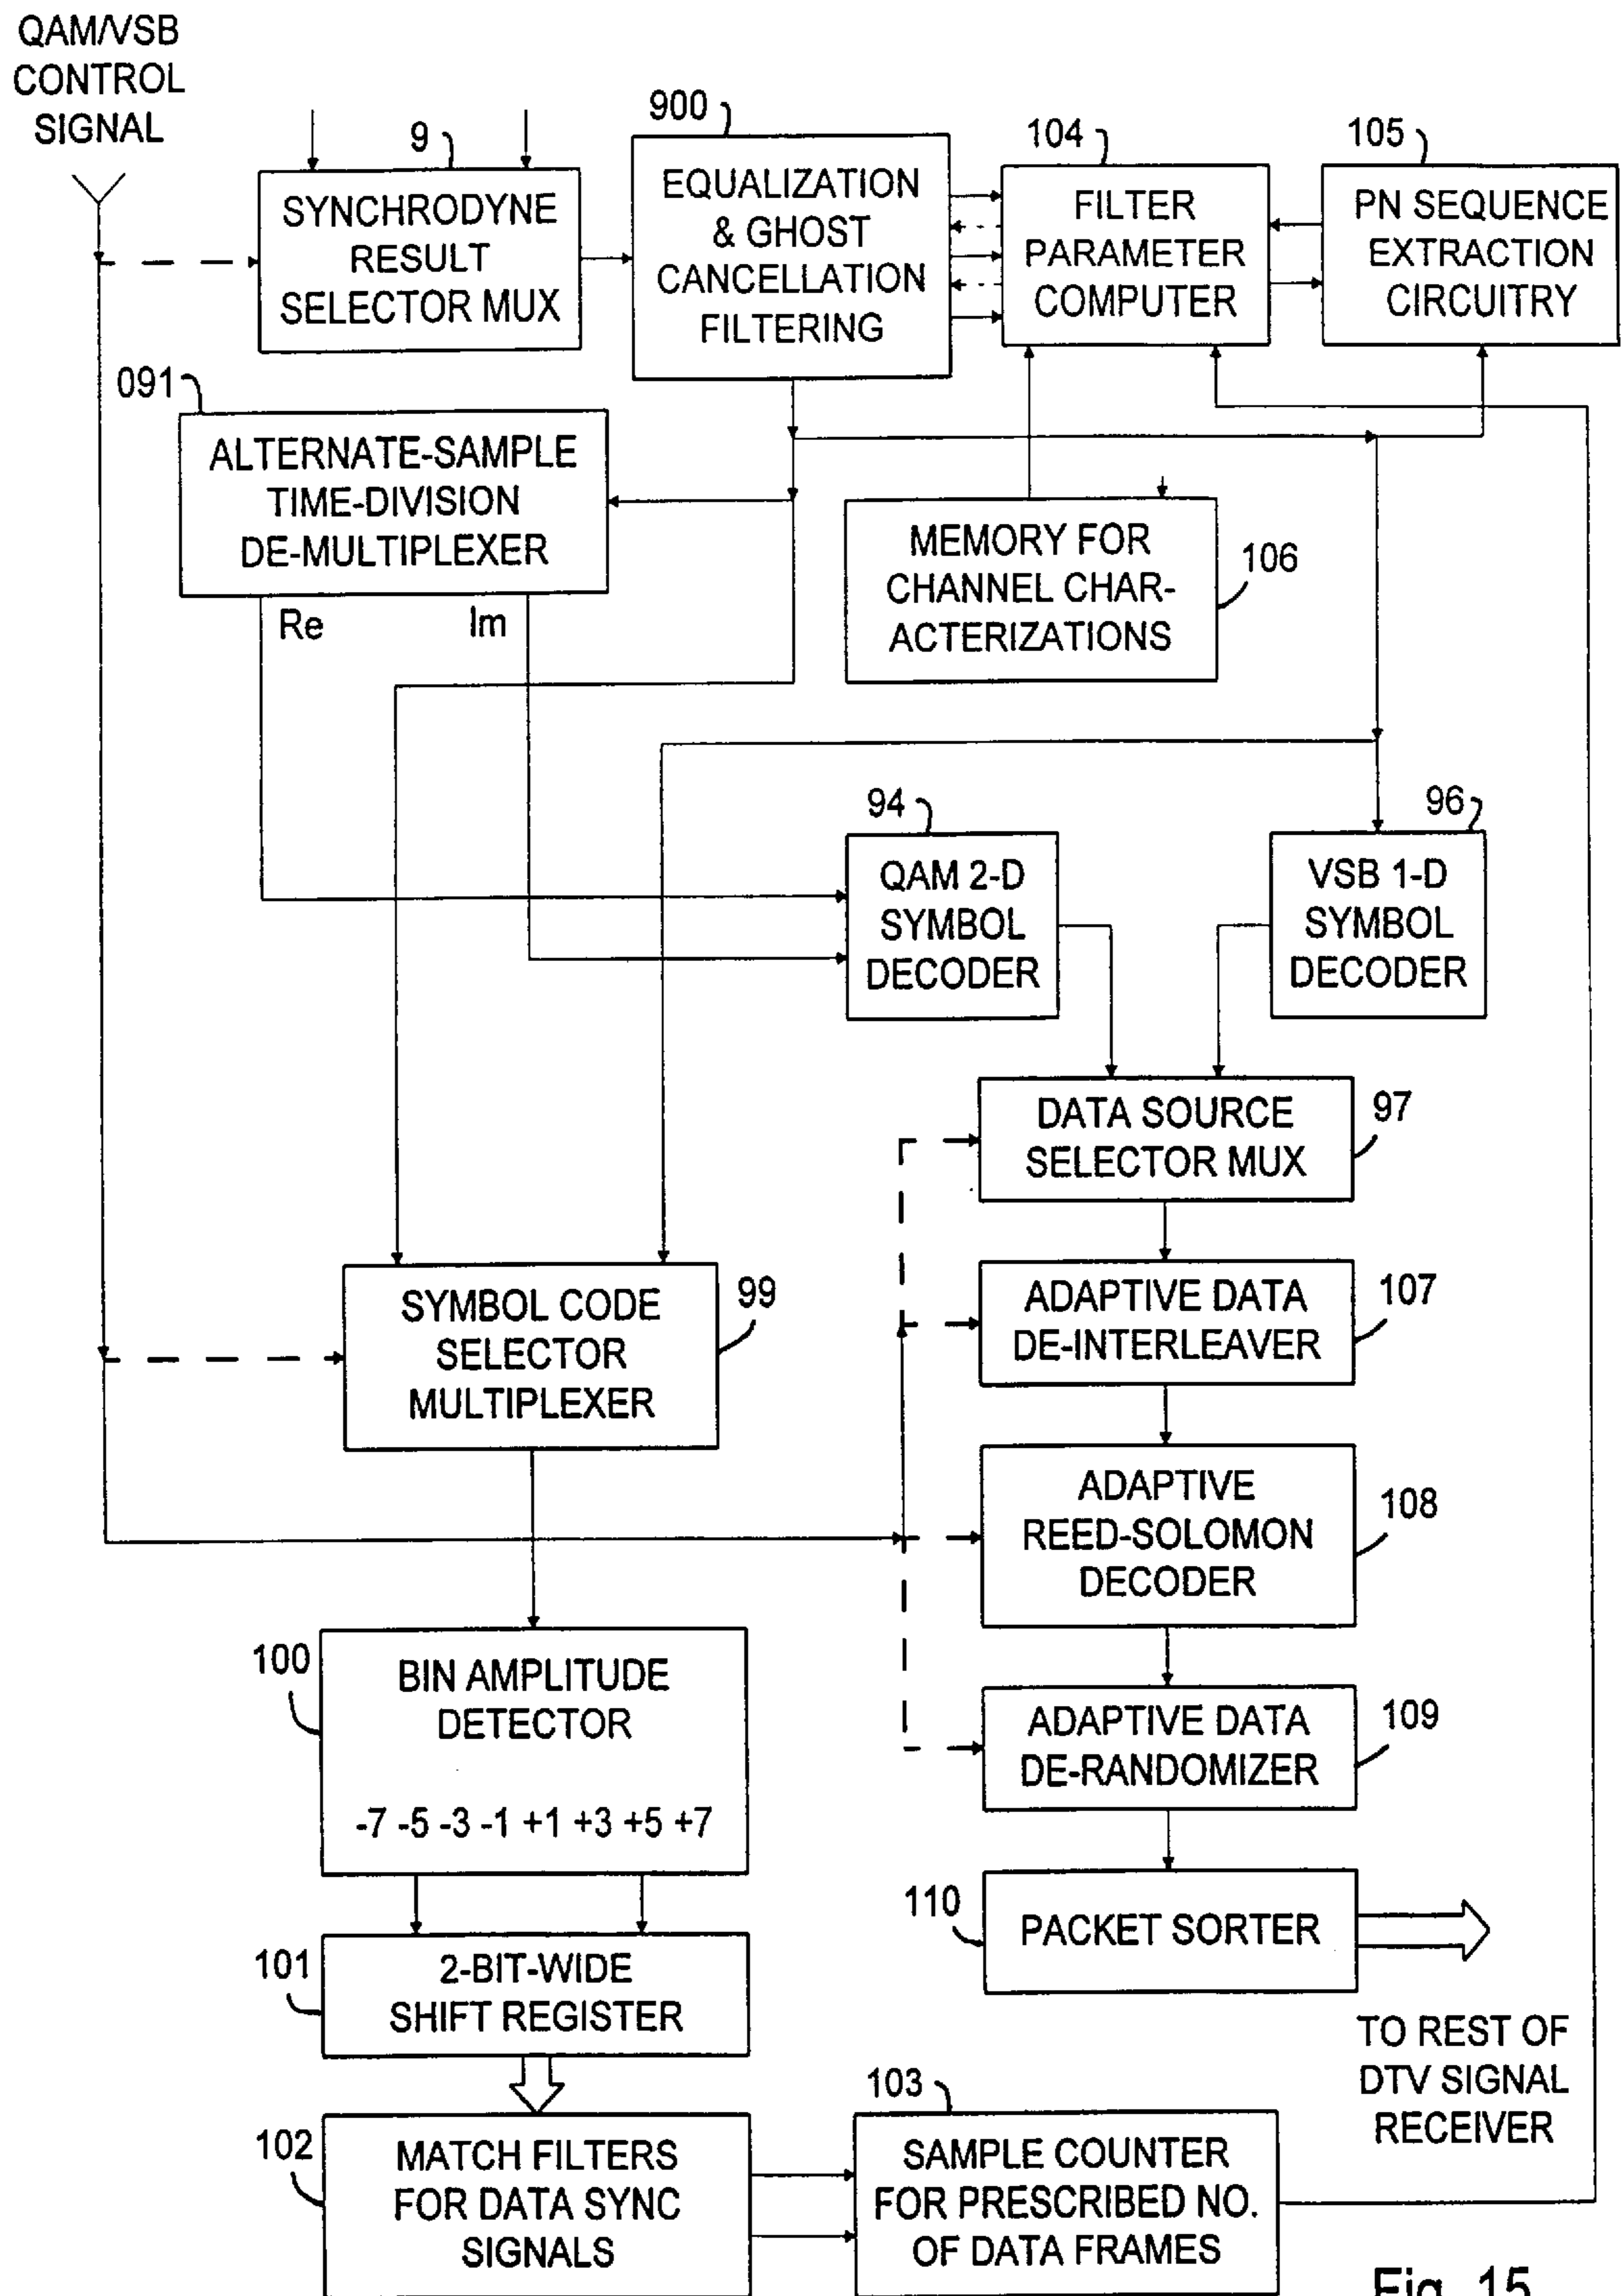 QAM/VSB
CONTROL
SIGNAL
9
SYNCHRODYNE
RESULT
SELECTOR MUX
900
EQUALIZATION
& GHOST
CANCELLATION
FILTERING
104
FILTER
PARAMETER
COMPUTER
105
PN SEQUENCE
EXTRACTION
CIRCUITRY
091
ALTERNATE-SAMPLE
TIME-DIVISION
DE-MULTIPLEXER
Re
Im
MEMORY FOR
CHANNEL CHAR-
ACTERIZATIONS
106
94
QAM 2-D
SYMBOL
DECODER
96
VSB 1-D
SYMBOL
DECODER
DATA SOURCE
SELECTOR MUX
97
SYMBOL CODE
SELECTOR
MULTIPLEXER
99
ADAPTIVE DATA
DE-INTERLEAVER
107
ADAPTIVE
REED-SOLOMON
DECODER
108
100
BIN AMPLITUDE
DETECTOR
-7 -5 -3 -1 +1 +3 +5 +7
ADAPTIVE DATA
DE-RANDOMIZER
109
110
PACKET SORTER
101
2-BIT-WIDE
SHIFT REGISTER
TO REST OF
DTV SIGNAL
RECEIVER
102
MATCH FILTERS
FOR DATA SYNC
SIGNALS
103
SAMPLE COUNTER
FOR PRESCRIBED NO.
OF DATA FRAMES
Fig. 15